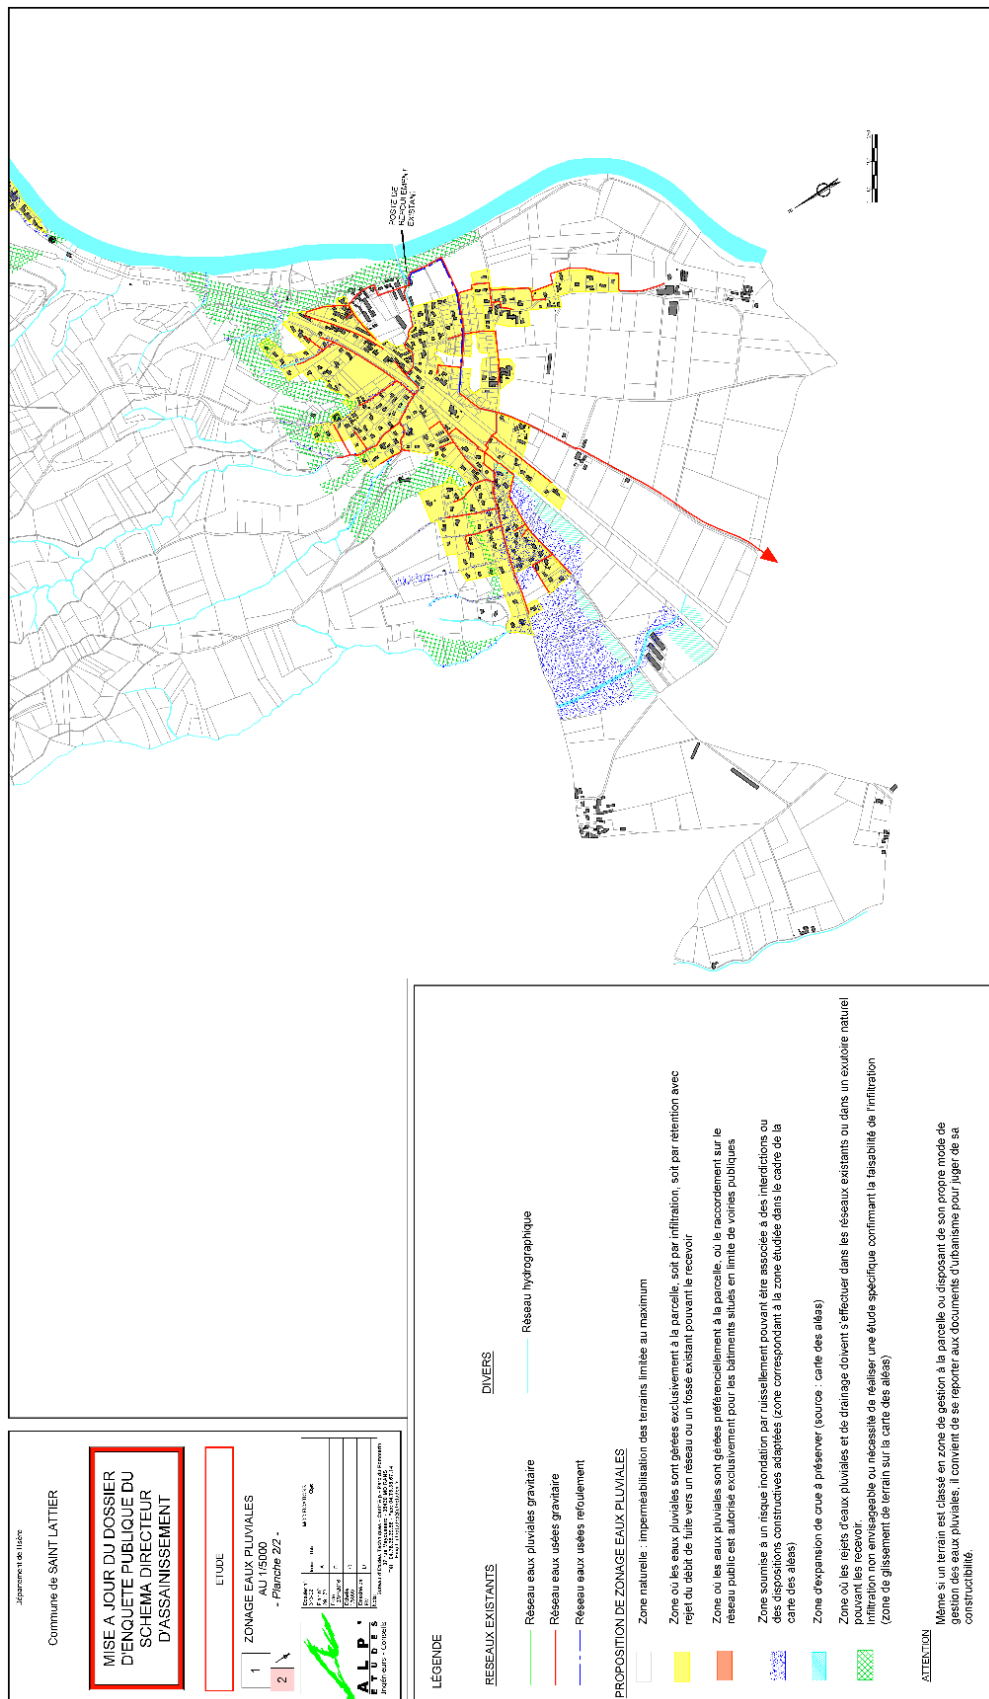 Commune de SAINT LATTIER
MISE A JOUR DU DOSSIER
D'ENQUETE PUBLIQUE DU
SCHEMA DIRECTEUR
D'ASSAINISSEMENT
ETUDE
1
2
ZONAGE EAUX PLUVIALES
AU 1/5000
- Planche 2/2 -
ALP'
ETUDES
Ingénieurs - Conseils
LÉGENDE
RESEAUX EXISTANTS
Réseau eaux pluviales gravitaire
Réseau eaux usées gravitaire
Réseau eaux usées refoulement
DIVERS
Réseau hydrographique
PROPOSITION DE ZONAGE EAUX PLUVIALES
Zone naturelle : imperméabilisation des terrains limitée au maximum
Zone où les eaux pluviales sont gérées exclusivement à la parcelle, soit par infiltration, soit par rétention avec
rejet du débit de fuite vers un réseau ou un fossé existant pouvant le recevoir
Zone où les eaux pluviales sont gérées préférenciellement à la parcelle, où le raccordement sur le
réseau public est autorisé exclusivement pour les bâtiments situés en limite de voiries publiques
Zone soumise à un risque inondation par ruissellement pouvant être associée à des interdictions ou
des dispositions constructives adaptées (zone correspondant à la zone étudiée dans le cadre de la
carte des aléas)
Zone d'expansion de crue à préserver (source : carte des aléas)
Zone où les rejets d'eaux pluviales et de drainage doivent s'effectuer dans les réseaux existants ou dans un exutoire naturel
pouvant les recevoir.
Infiltration non envisageable ou nécessité de réaliser une étude spécifique confirmant la faisabilité de l'infiltration
(zone de glissement de terrain sur la carte des aléas)
ATTENTION
Même si un terrain est classé en zone de gestion à la parcelle ou disposant de son propre mode de
gestion des eaux pluviales, il convient de se reporter aux documents d'urbanisme pour juger de sa
constructibilité.
POSTE DE
REFOULEMENT
EXISTANT